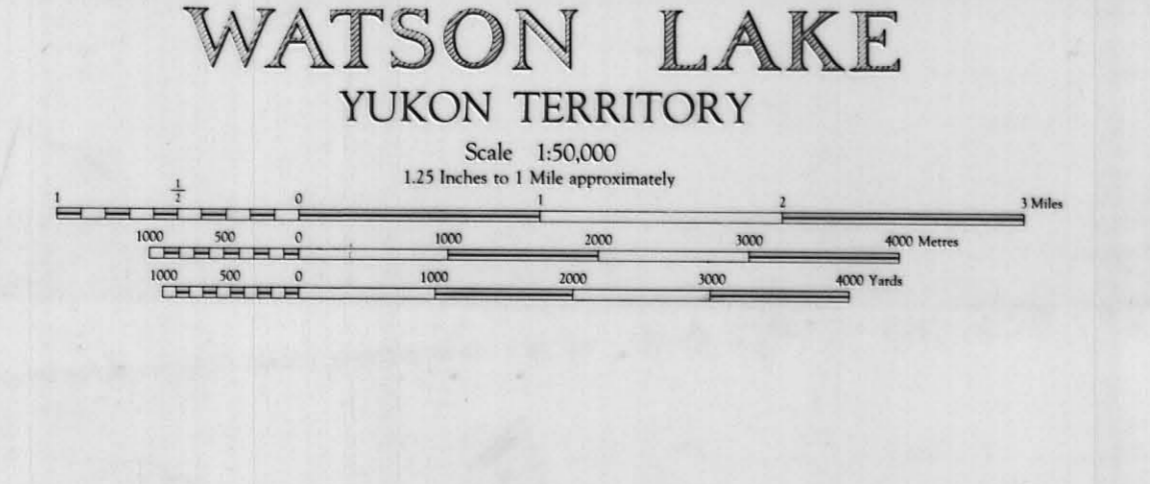 WATSON LAKE
YUKON TERRITORY
Scale 1:50,000
1.25 Inches to 1 Mile approximately
1 1/2 0 1 2 3 Miles
1000 500 0 1000 2000 3000 4000 Metres
1000 500 0 1000 2000 3000 4000 Yards